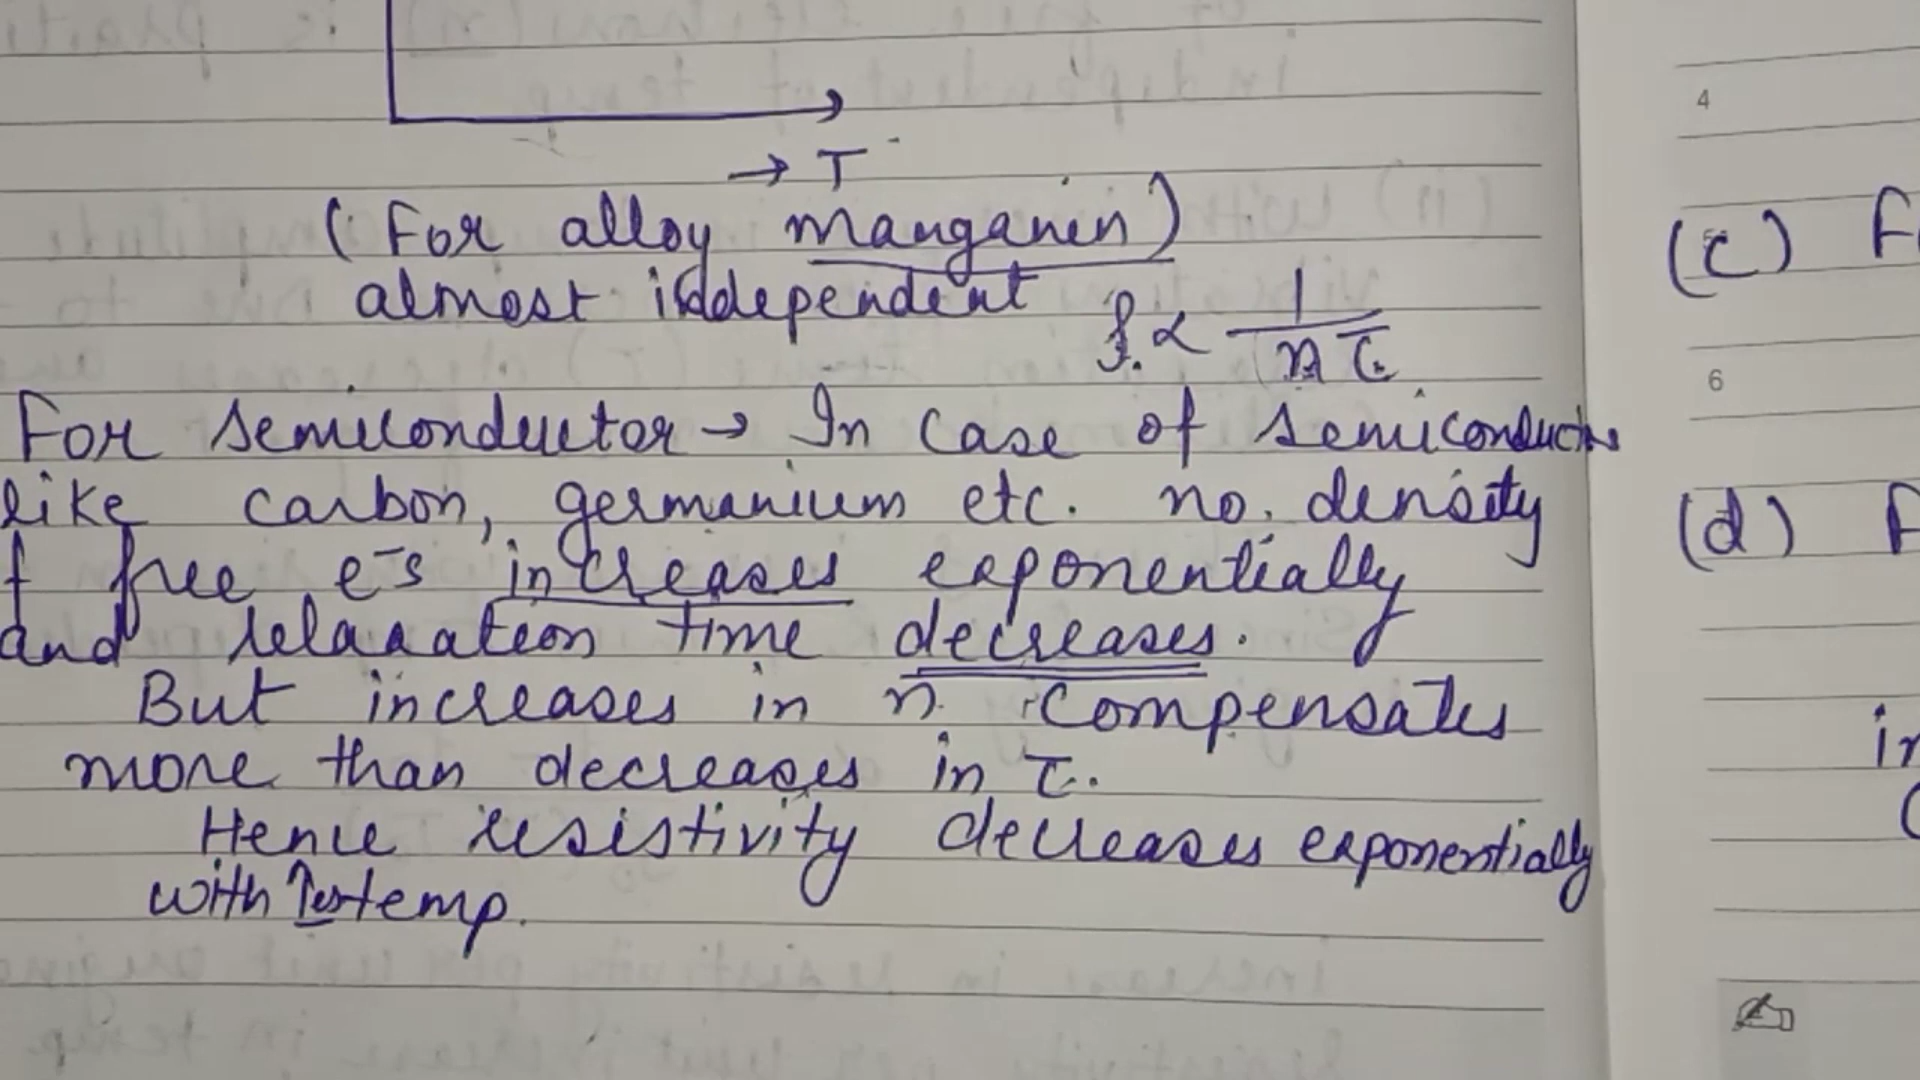 → T
(For alloy manganin)
almost independent
ρ ∝ 1/nτ
For semiconductor → In case of semiconductors
like carbon, germanium etc. no. density
f free e⁻s increases exponentially
and relaxation time decreases.
But increases in n compensates
more than decreases in τ.
Hence resistivity decreases exponentially
with ↑es temp.
4
(c) F
6
(d) F
in
(